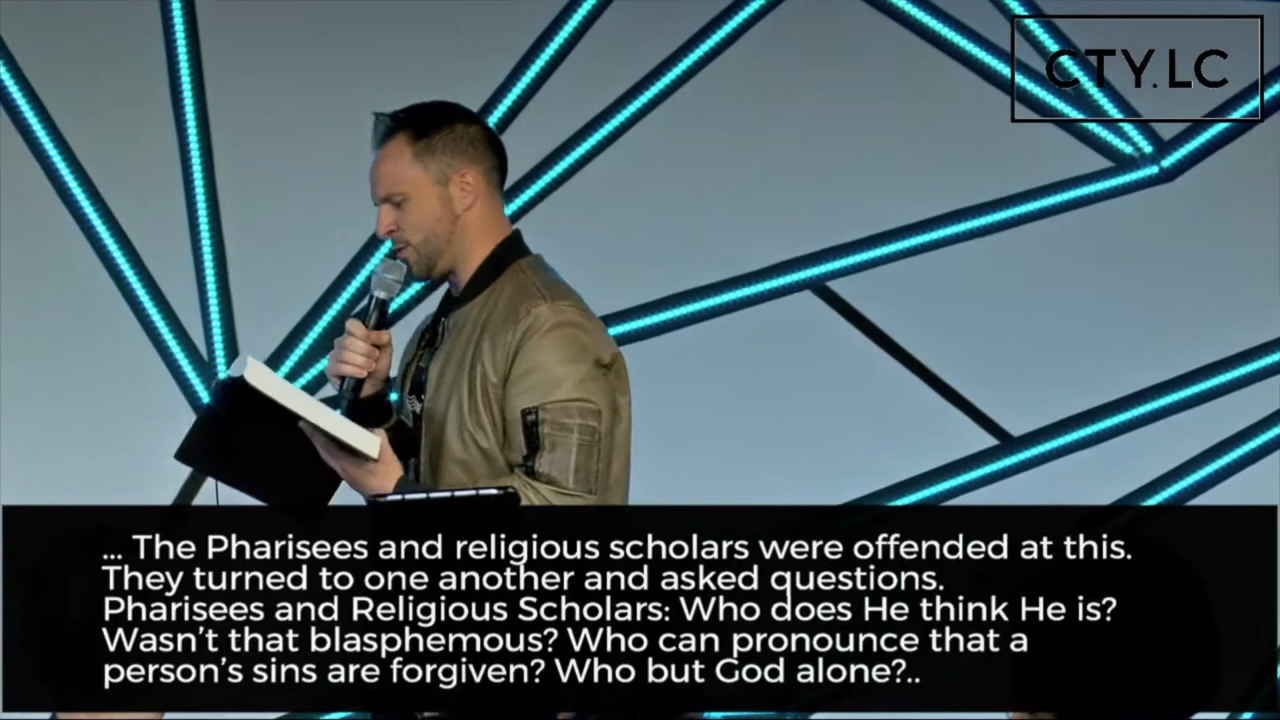 CTY.LC
... The Pharisees and religious scholars were offended at this.
They turned to one another and asked questions.
Pharisees and Religious Scholars: Who does He think He is?
Wasn't that blasphemous? Who can pronounce that a
person's sins are forgiven? Who but God alone?..